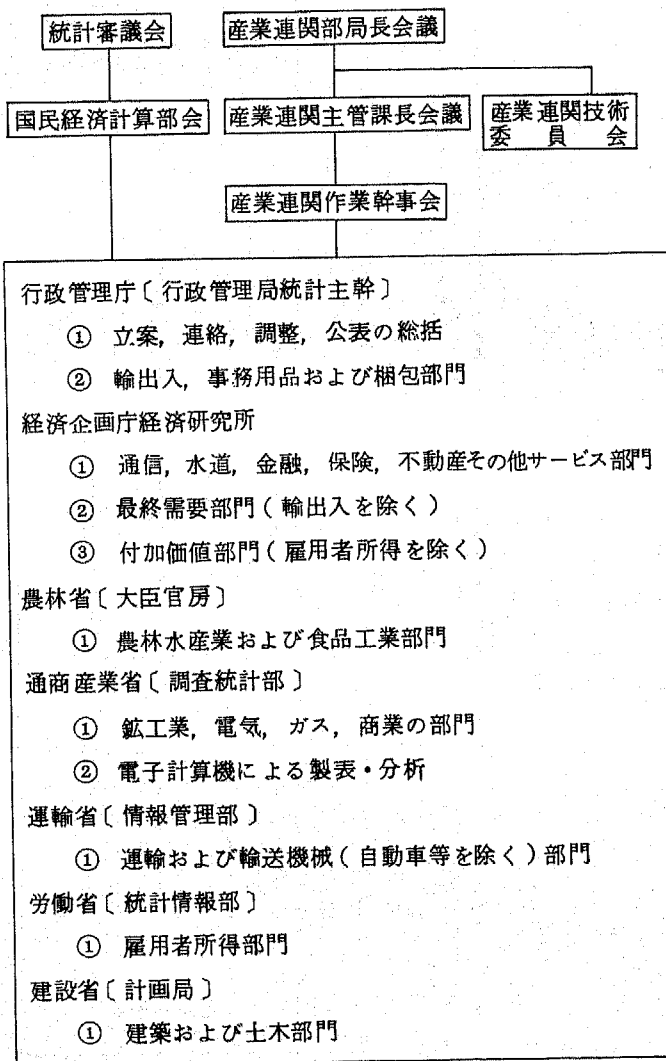 統計審議会
産業連関部局長会議
国民経済計算部会
産業連関主管課長会議
産業連関技術
委員会
産業連関作業幹事会
行政管理庁〔行政管理局統計主幹〕
① 立案，連絡，調整，公表の総括
② 輸出入，事務用品および梱包部門
経済企画庁経済研究所
① 通信，水道，金融，保険，不動産その他サービス部門
② 最終需要部門（輸出入を除く）
③ 付加価値部門（雇用者所得を除く）
農林省〔大臣官房〕
① 農林水産業および食品工業部門
通商産業省〔調査統計部〕
① 鉱工業，電気，ガス，商業の部門
② 電子計算機による製表・分析
運輸省〔情報管理部〕
① 運輸および輸送機械（自動車等を除く）部門
労働省〔統計情報部〕
① 雇用者所得部門
建設省〔計画局〕
① 建築および土木部門